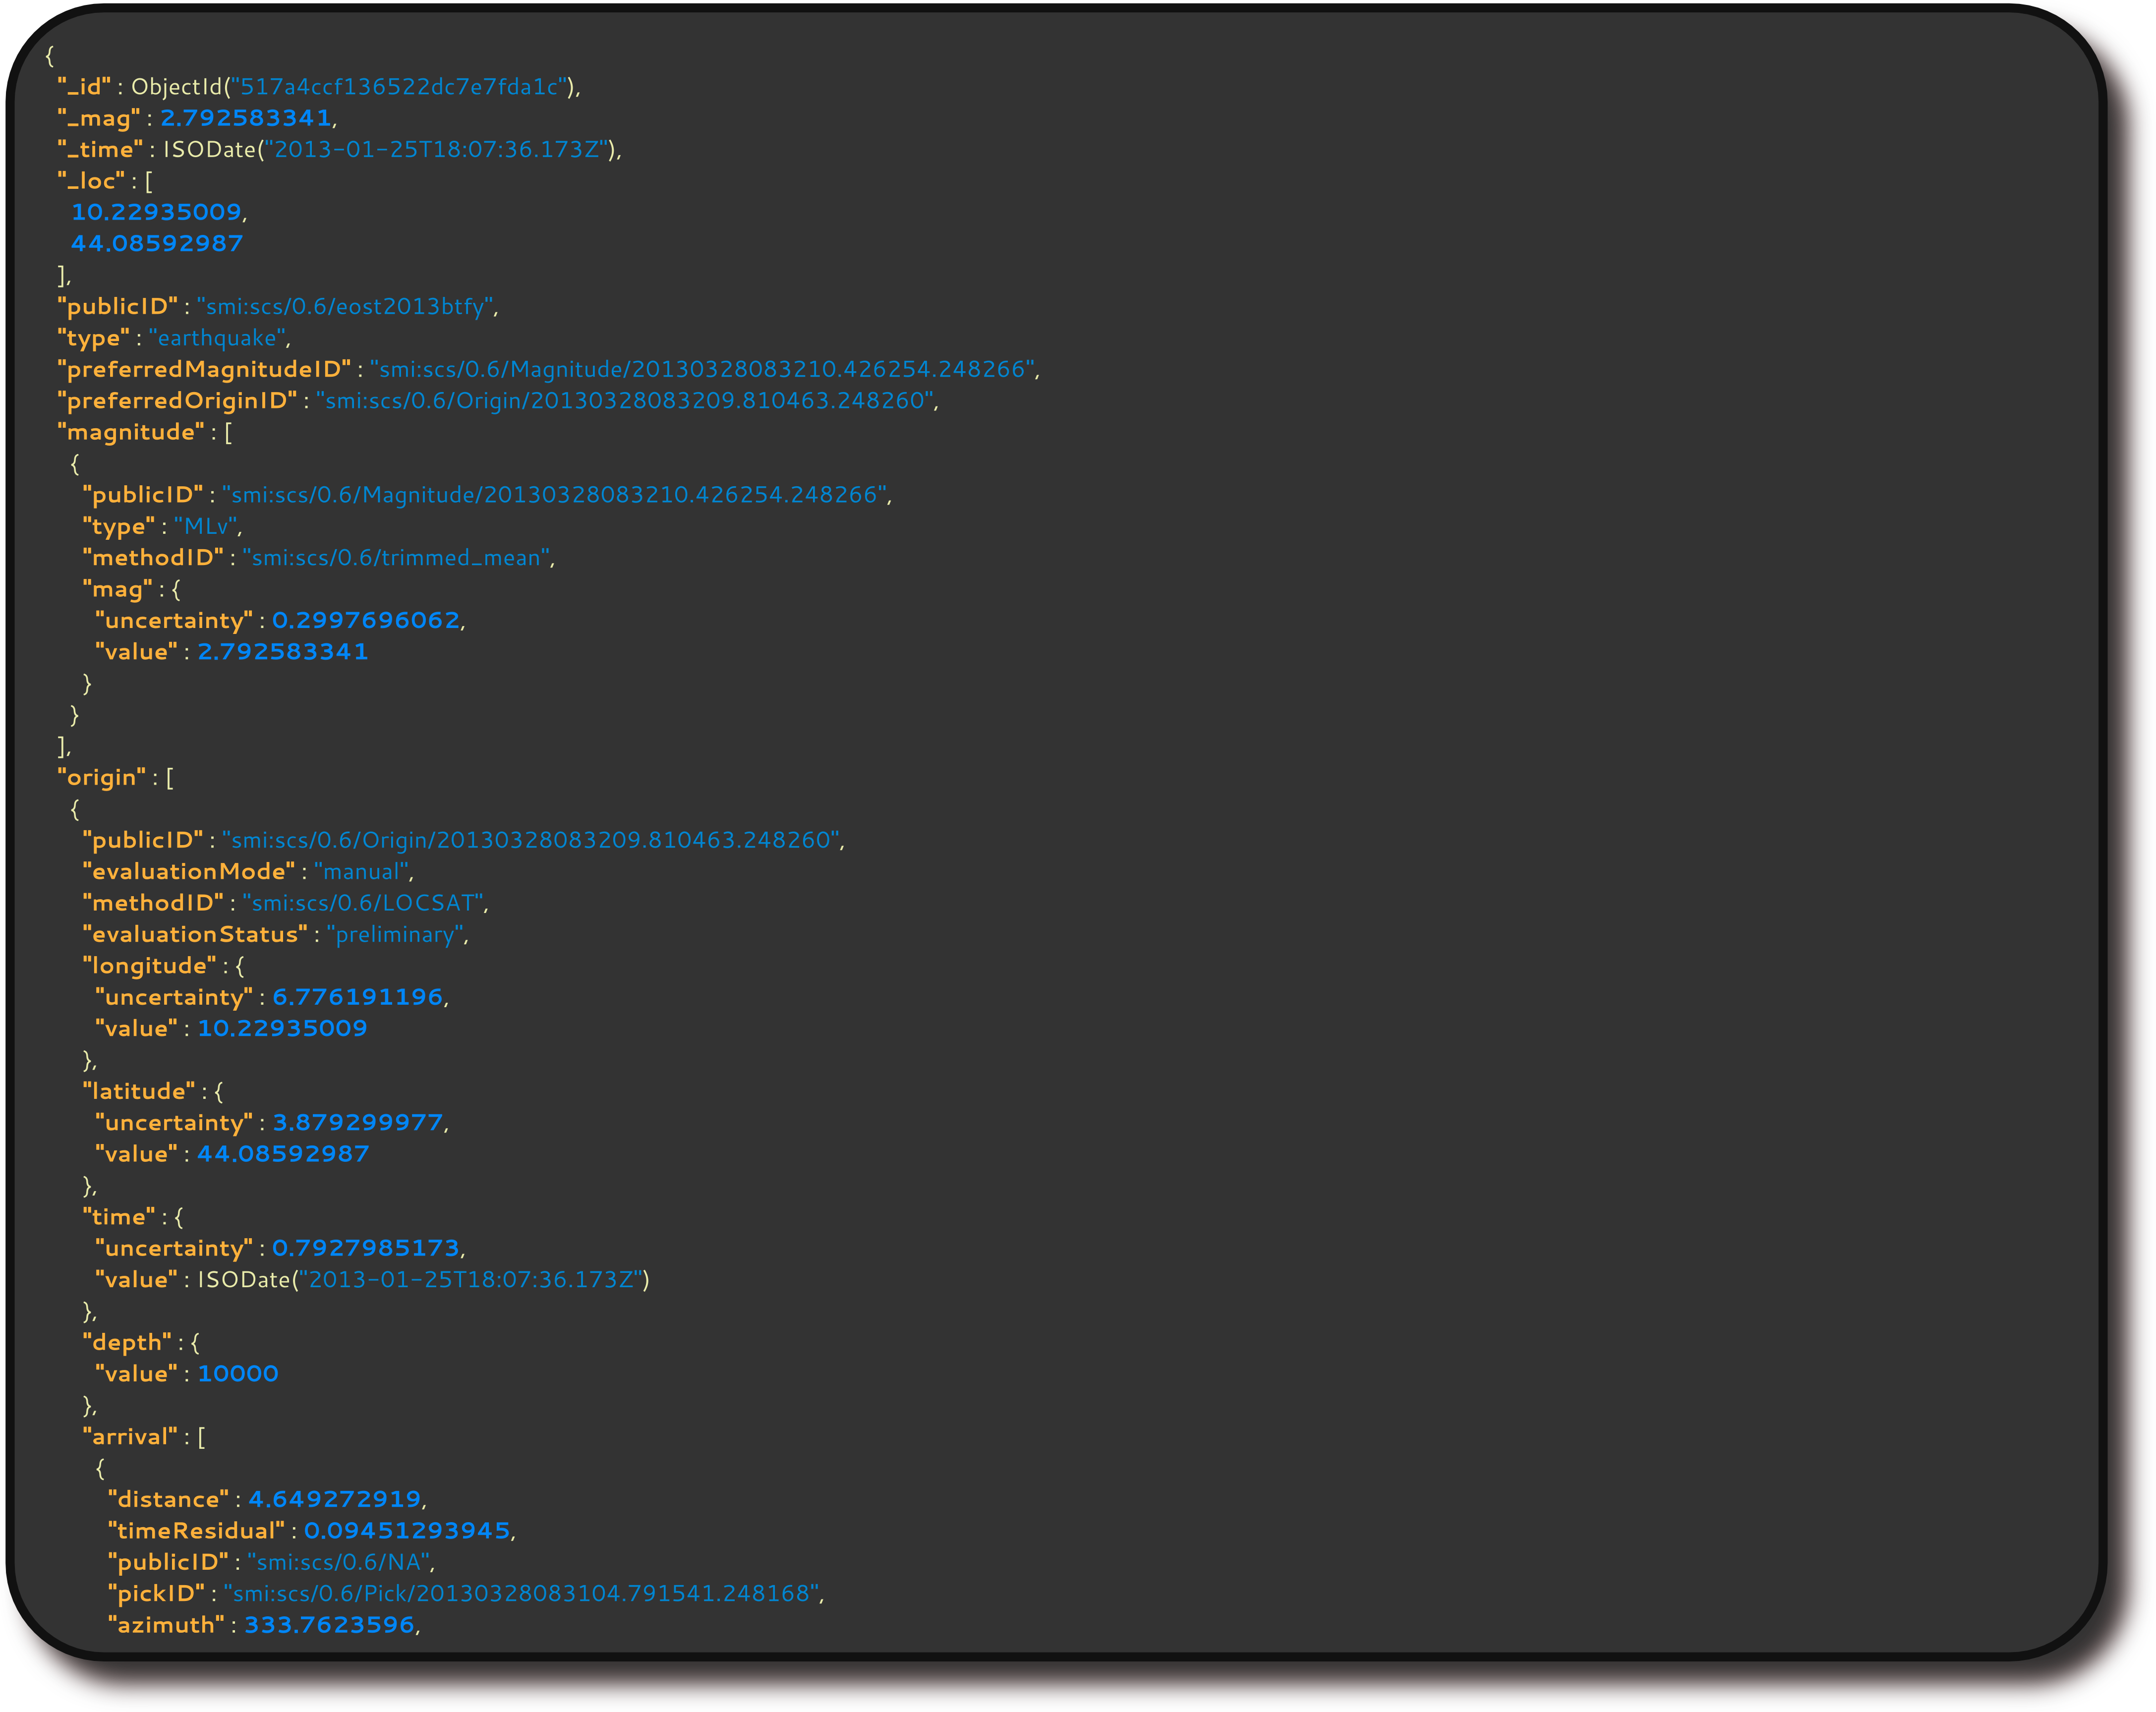 {
"_id" : ObjectId("517a4ccf136522dc7e7fda1c"),
"_mag" : 2.792583341,
"_time" : ISODate("2013-01-25T18:07:36.173Z"),
"_loc" : [
10.22935009,
44.08592987
],
"publicID" : "smi:scs/0.6/eost2013btfy",
"type" : "earthquake",
"preferredMagnitudeID" : "smi:scs/0.6/Magnitude/20130328083210.426254.248266",
"preferredOriginID" : "smi:scs/0.6/Origin/20130328083209.810463.248260",
"magnitude" : [
{
"publicID" : "smi:scs/0.6/Magnitude/20130328083210.426254.248266",
"type" : "MLv",
"methodID" : "smi:scs/0.6/trimmed_mean",
"mag" : {
"uncertainty" : 0.2997696062,
"value" : 2.792583341
}
}
],
"origin" : [
{
"publicID" : "smi:scs/0.6/Origin/20130328083209.810463.248260",
"evaluationMode" : "manual",
"methodID" : "smi:scs/0.6/LOCSAT",
"evaluationStatus" : "preliminary",
"longitude" : {
"uncertainty" : 6.776191196,
"value" : 10.22935009
},
"latitude" : {
"uncertainty" : 3.879299977,
"value" : 44.08592987
},
"time" : {
"uncertainty" : 0.7927985173,
"value" : ISODate("2013-01-25T18:07:36.173Z")
},
"depth" : {
"value" : 10000
},
"arrival" : [
{
"distance" : 4.649272919,
"timeResidual" : 0.09451293945,
"publicID" : "smi:scs/0.6/NA",
"pickID" : "smi:scs/0.6/Pick/20130328083104.791541.248168",
"azimuth" : 333.7623596,